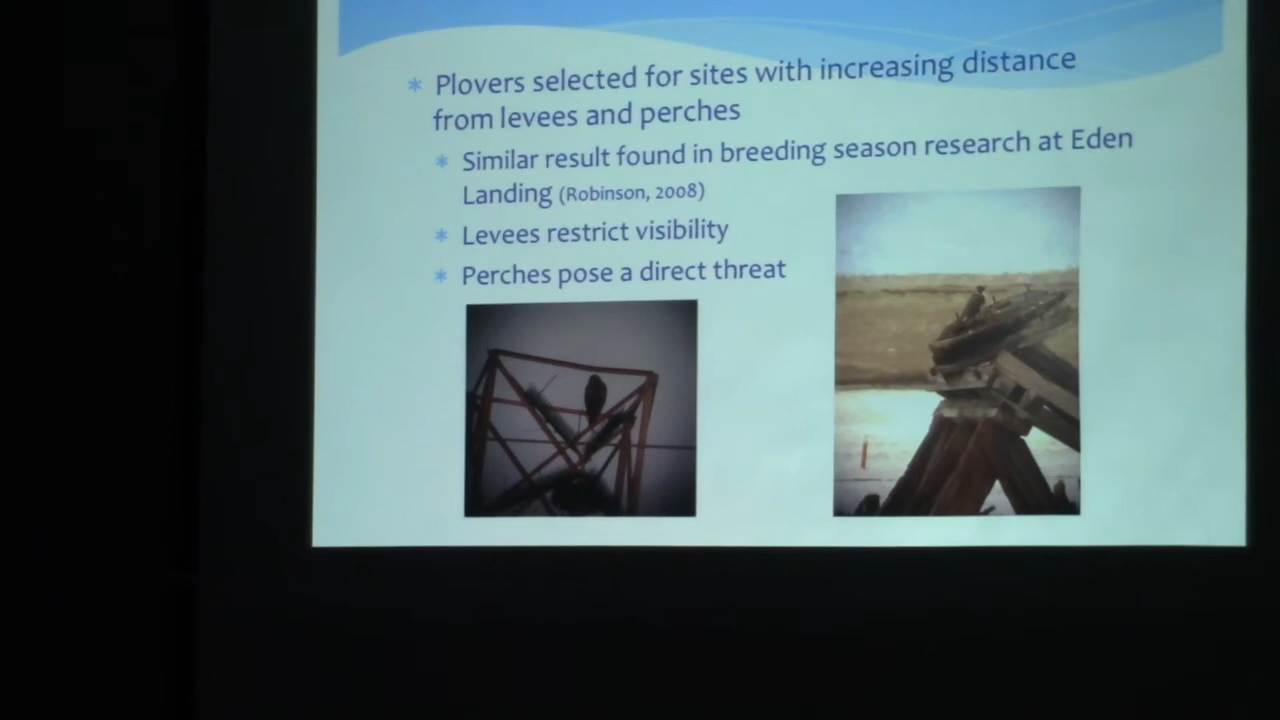 Plovers selected for sites with increasing distance
from levees and perches
Similar result found in breeding season research at Eden
Landing (Robinson, 2008)
Levees restrict visibility
Perches pose a direct threat